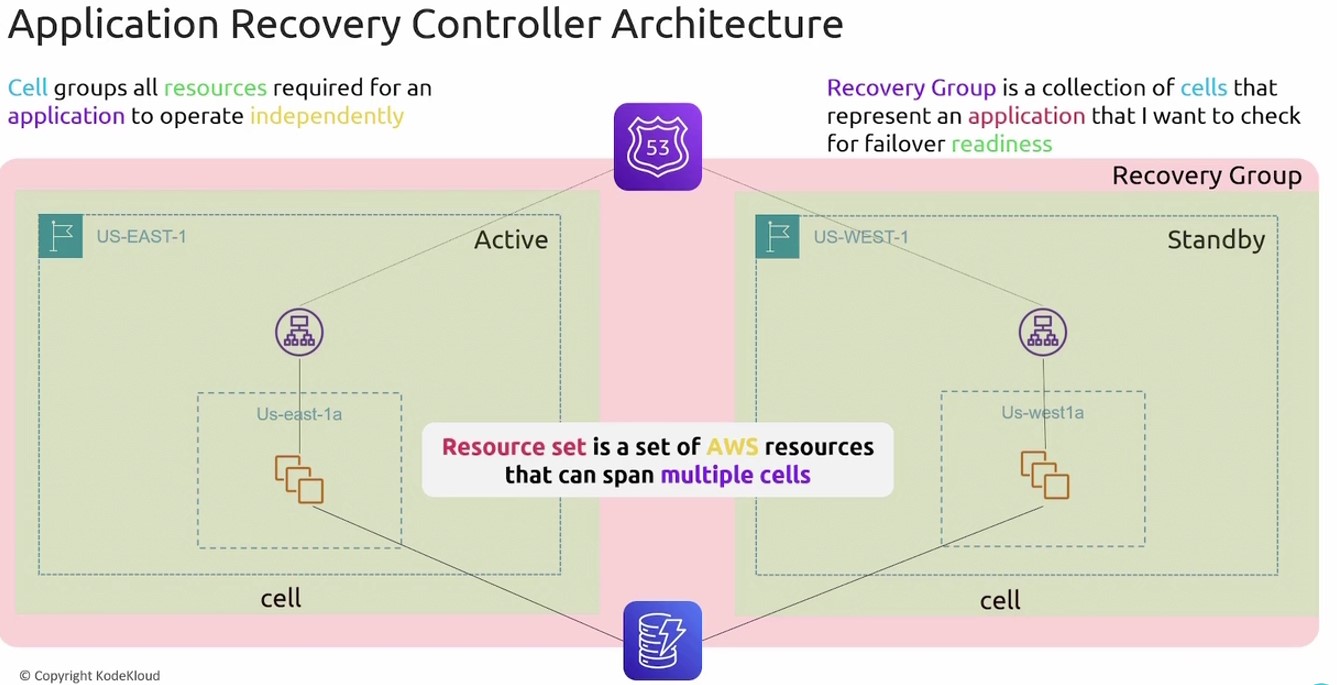 Application Recovery Controller Architecture
Cell groups all resources required for an
application to operate independently
Recovery Group is a collection of cells that
represent an application that I want to check
for failover readiness
53
Recovery Group
US-EAST-1
Active
US-WEST-1
Standby
Us-east-1a
Us-west1a
Resource set is a set of AWS resources
that can span multiple cells
cell
cell
© Copyright KodeKloud